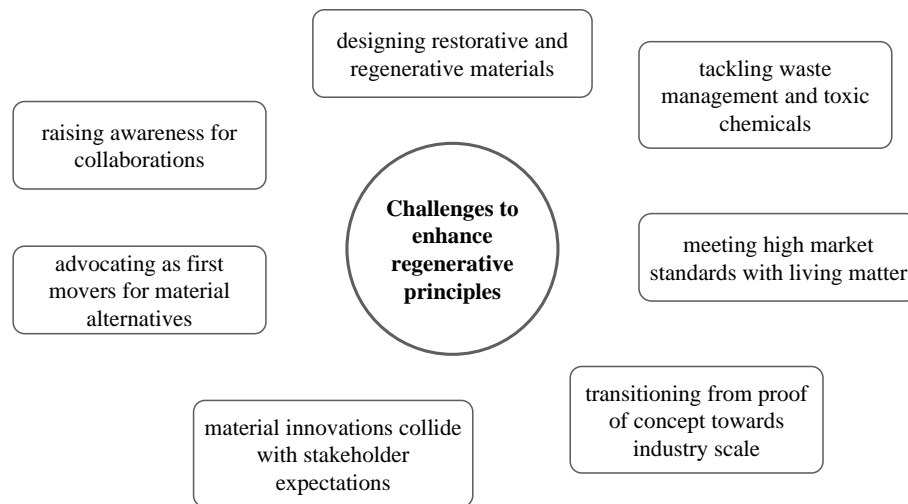 designing restorative and
regenerative materials
tackling waste
management and toxic
chemicals
raising awareness for
collaborations
Challenges to
enhance
regenerative
principles
meeting high market
standards with living matter
advocating as first
movers for material
alternatives
transitioning from proof
of concept towards
industry scale
material innovations collide
with stakeholder
expectations